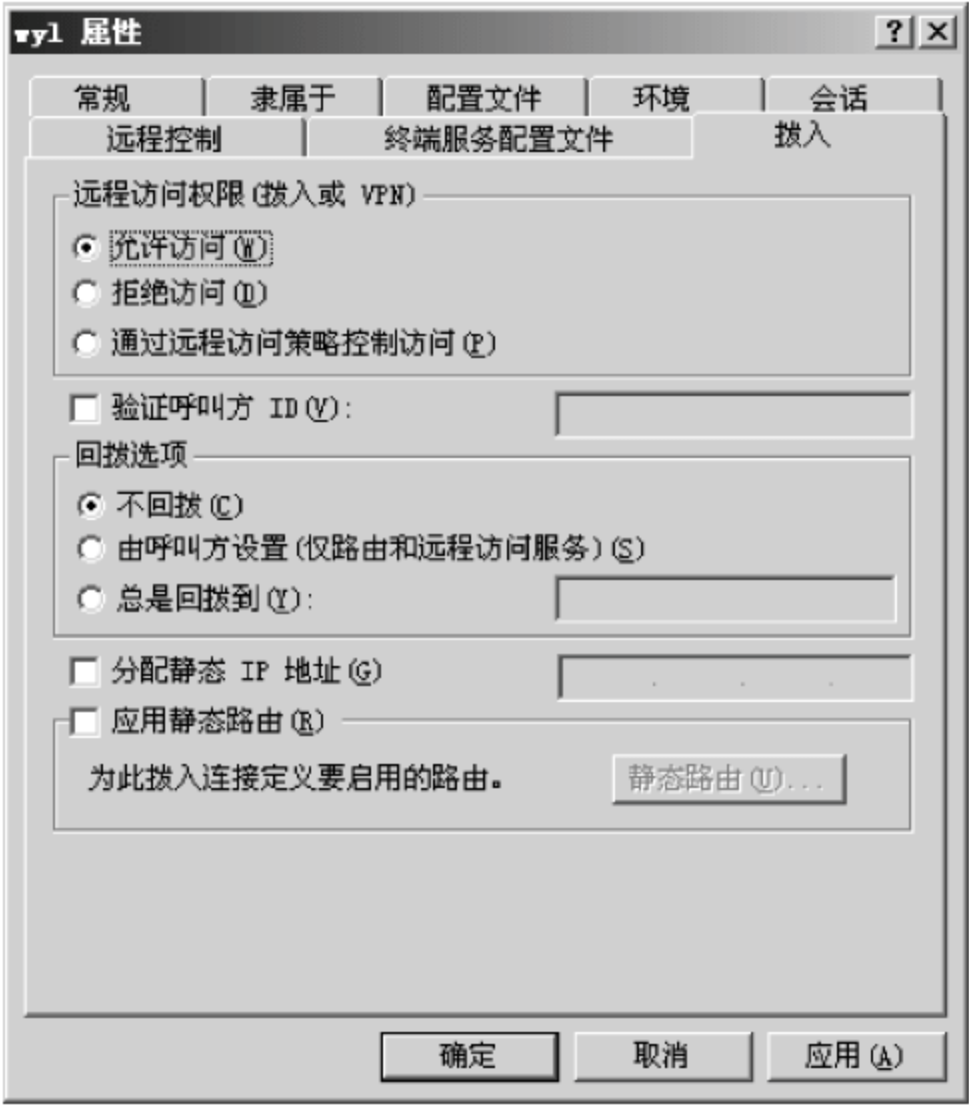 wyl 属性
常规 隶属于 配置文件 环境 会话
远程控制 终端服务配置文件 拨入
远程访问权限(拨入或 VPN)
允许访问(W)
拒绝访问(D)
通过远程访问策略控制访问(P)
验证呼叫方 ID(V):
回拨选项
不回拨(C)
由呼叫方设置(仅路由和远程访问服务)(S)
总是回拨到(Y):
分配静态 IP 地址(G)
应用静态路由(R)
为此拨入连接定义要启用的路由。 静态路由(U)...
确定 取消 应用(A)